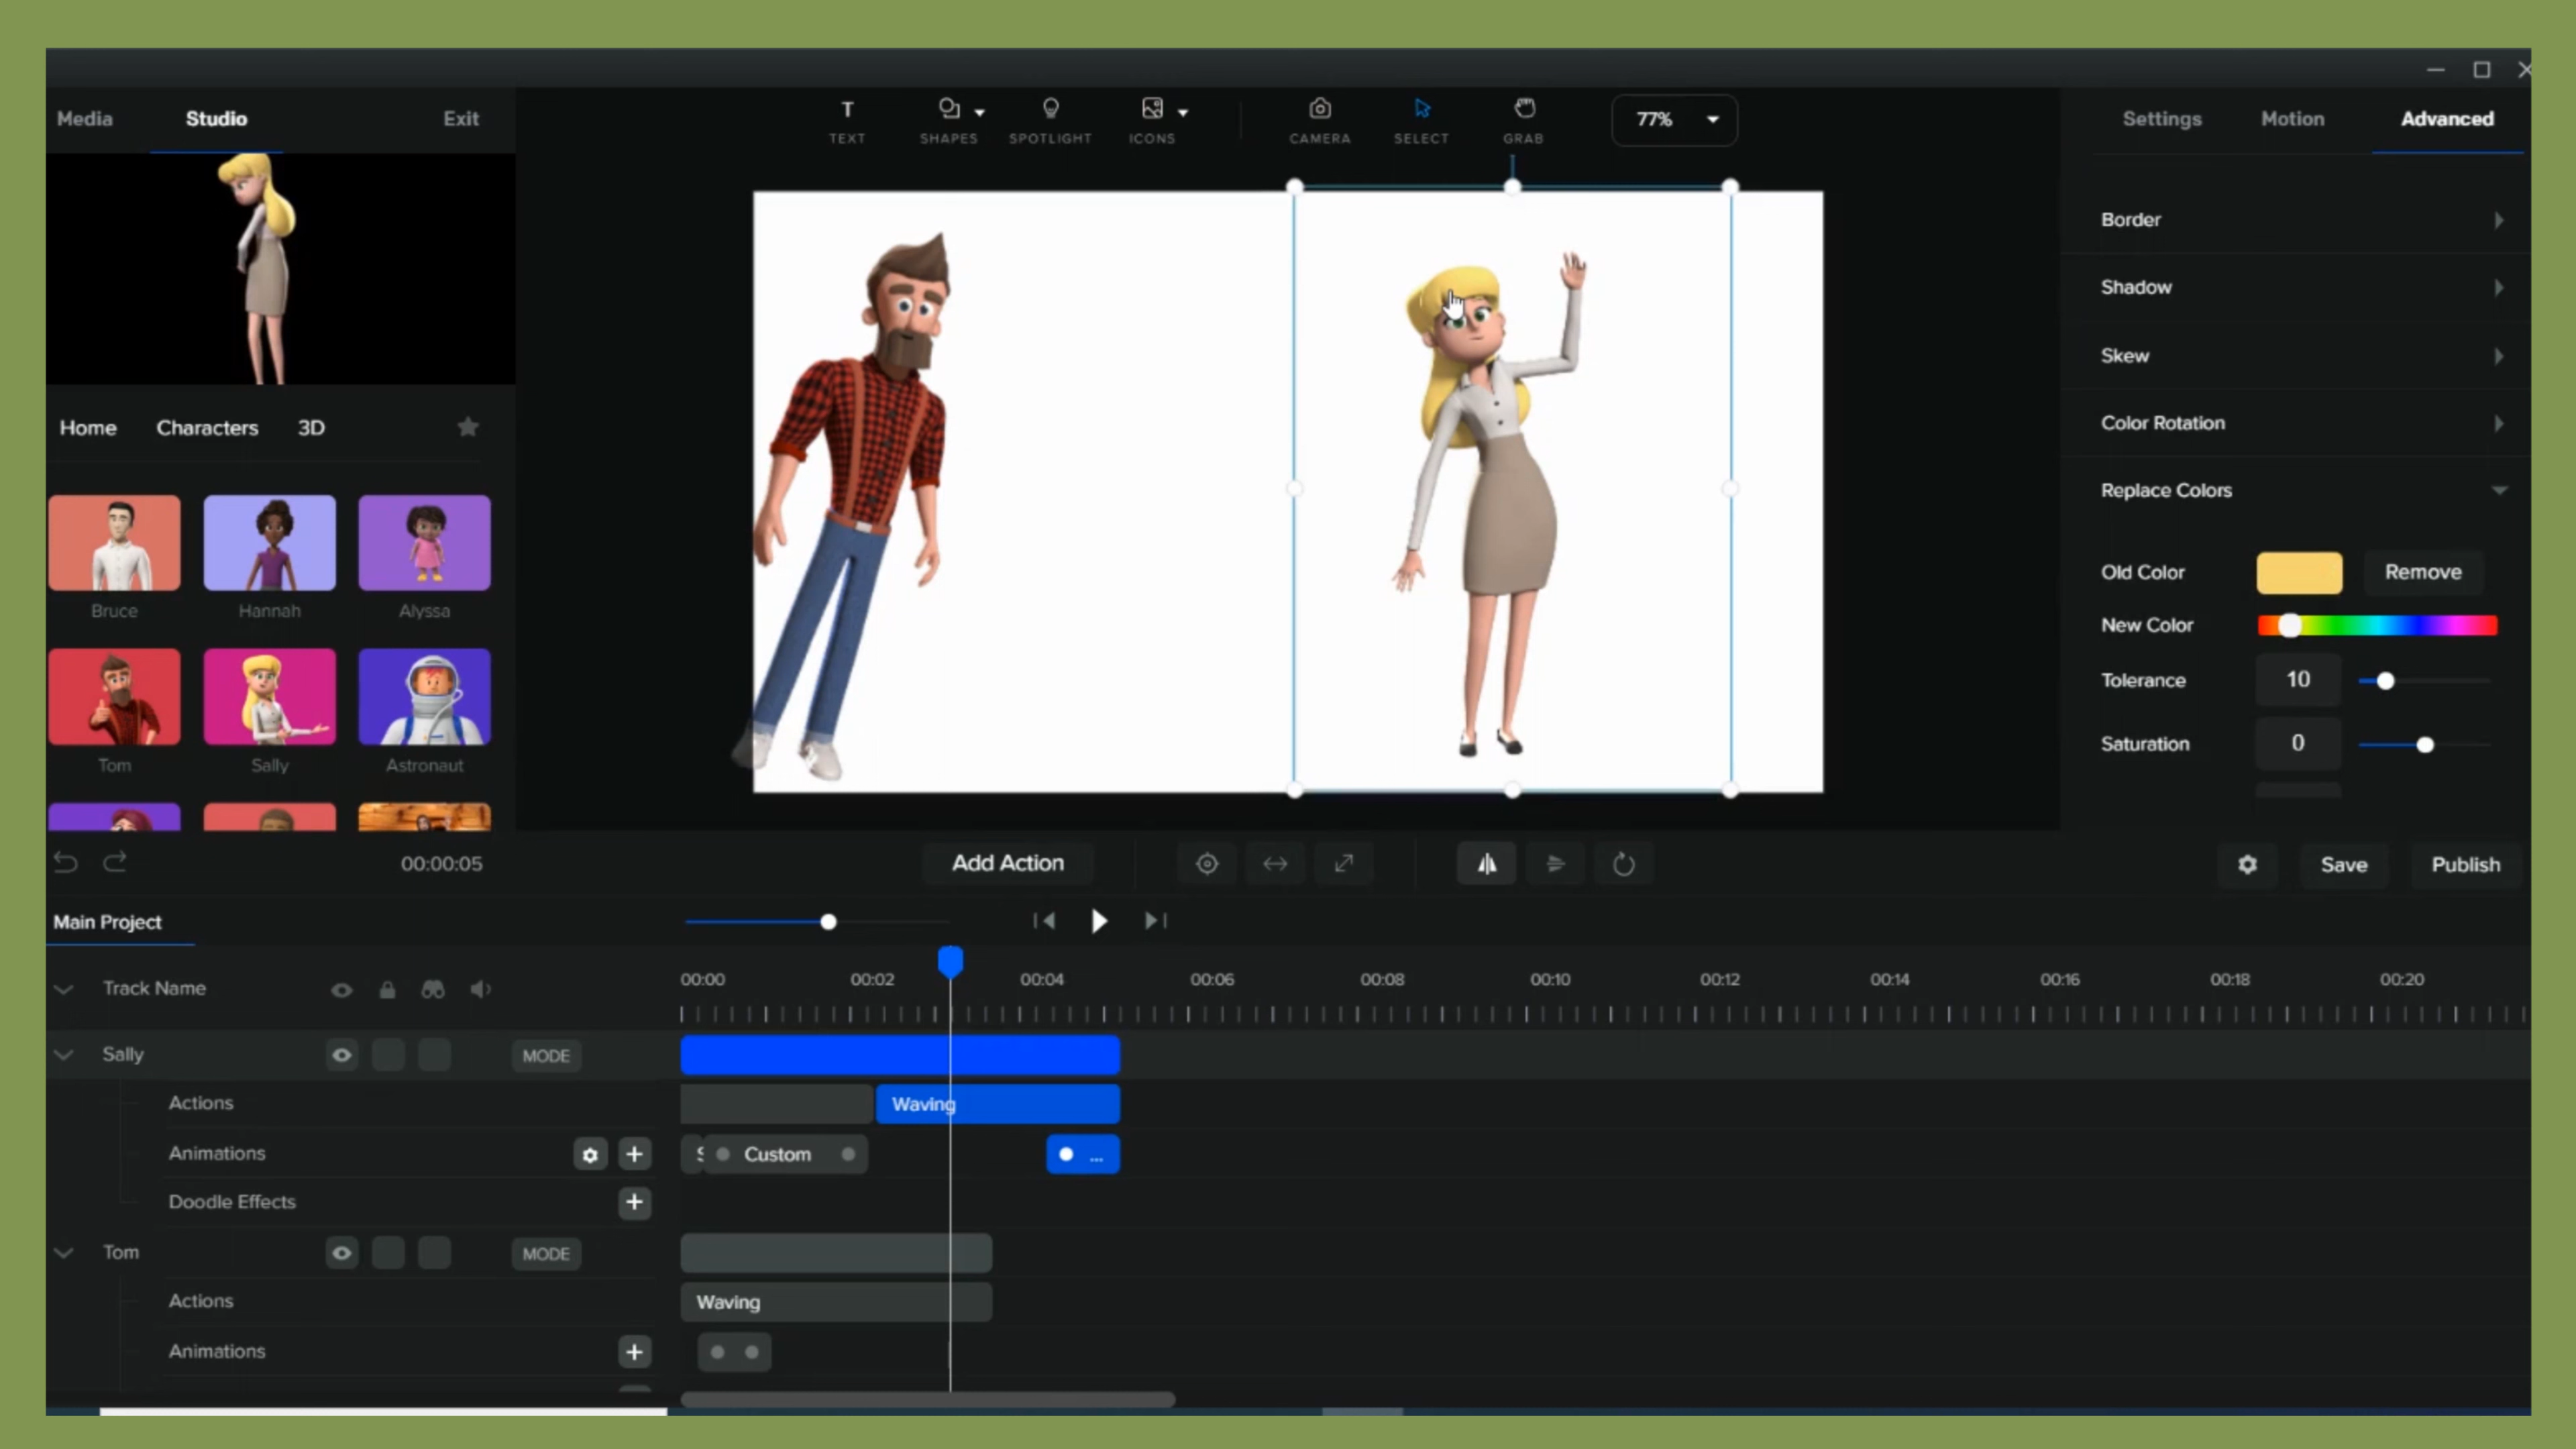 Media Studio Exit
TEXT SHAPES SPOTLIGHT ICONS CAMERA SELECT GRAB
77%
Settings Motion Advanced
Home Characters 3D
Bruce Hannah Alyssa
Tom Sally Astronaut
Border
Shadow
Skew
Color Rotation
Replace Colors
Old Color Remove
New Color
Tolerance 10
Saturation 0
00:00:05 Add Action Save Publish
Main Project
Track Name 00:00 00:02 00:04 00:06 00:08 00:10 00:12 00:14 00:16 00:18 00:20
Sally MODE
Actions Waving
Animations Custom ...
Doodle Effects
Tom MODE
Actions Waving
Animations